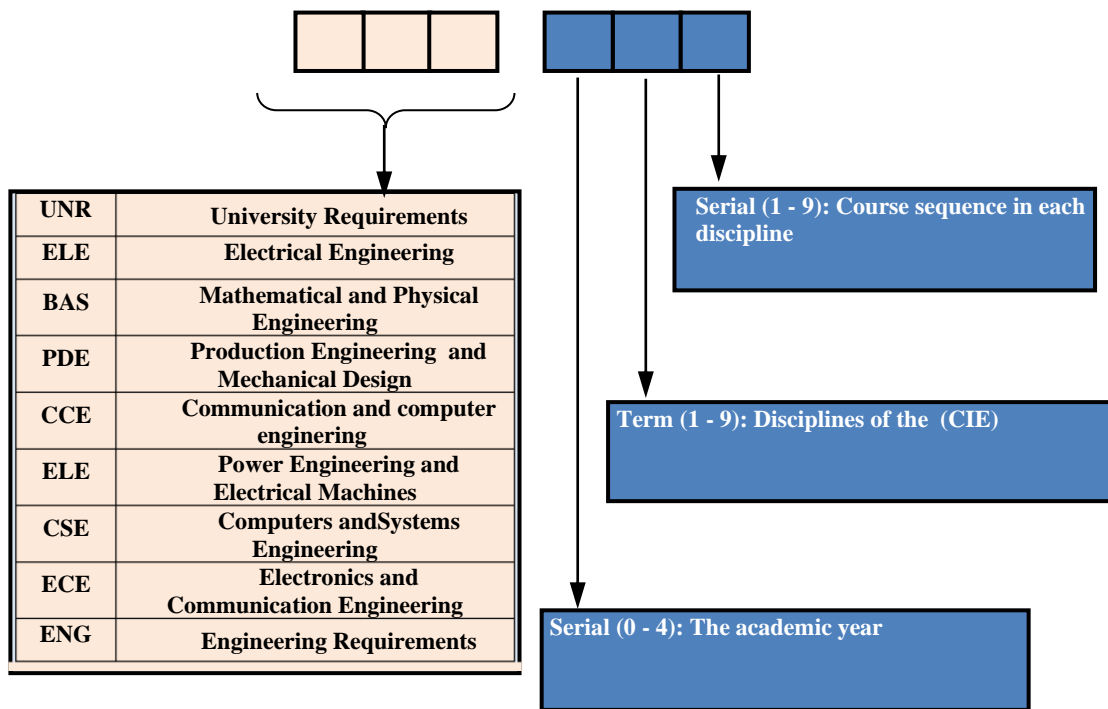 UNR
University Requirements
ELE
Electrical Engineering
BAS
Mathematical and Physical
Engineering
PDE
Production Engineering and
Mechanical Design
CCE
Communication and computer
enginering
ELE
Power Engineering and
Electrical Machines
CSE
Computers andSystems
Engineering
ECE
Electronics and
Communication Engineering
ENG
Engineering Requirements
Serial (1 - 9): Course sequence in each
discipline
Term (1 - 9): Disciplines of the (CIE)
Serial (0 - 4): The academic year